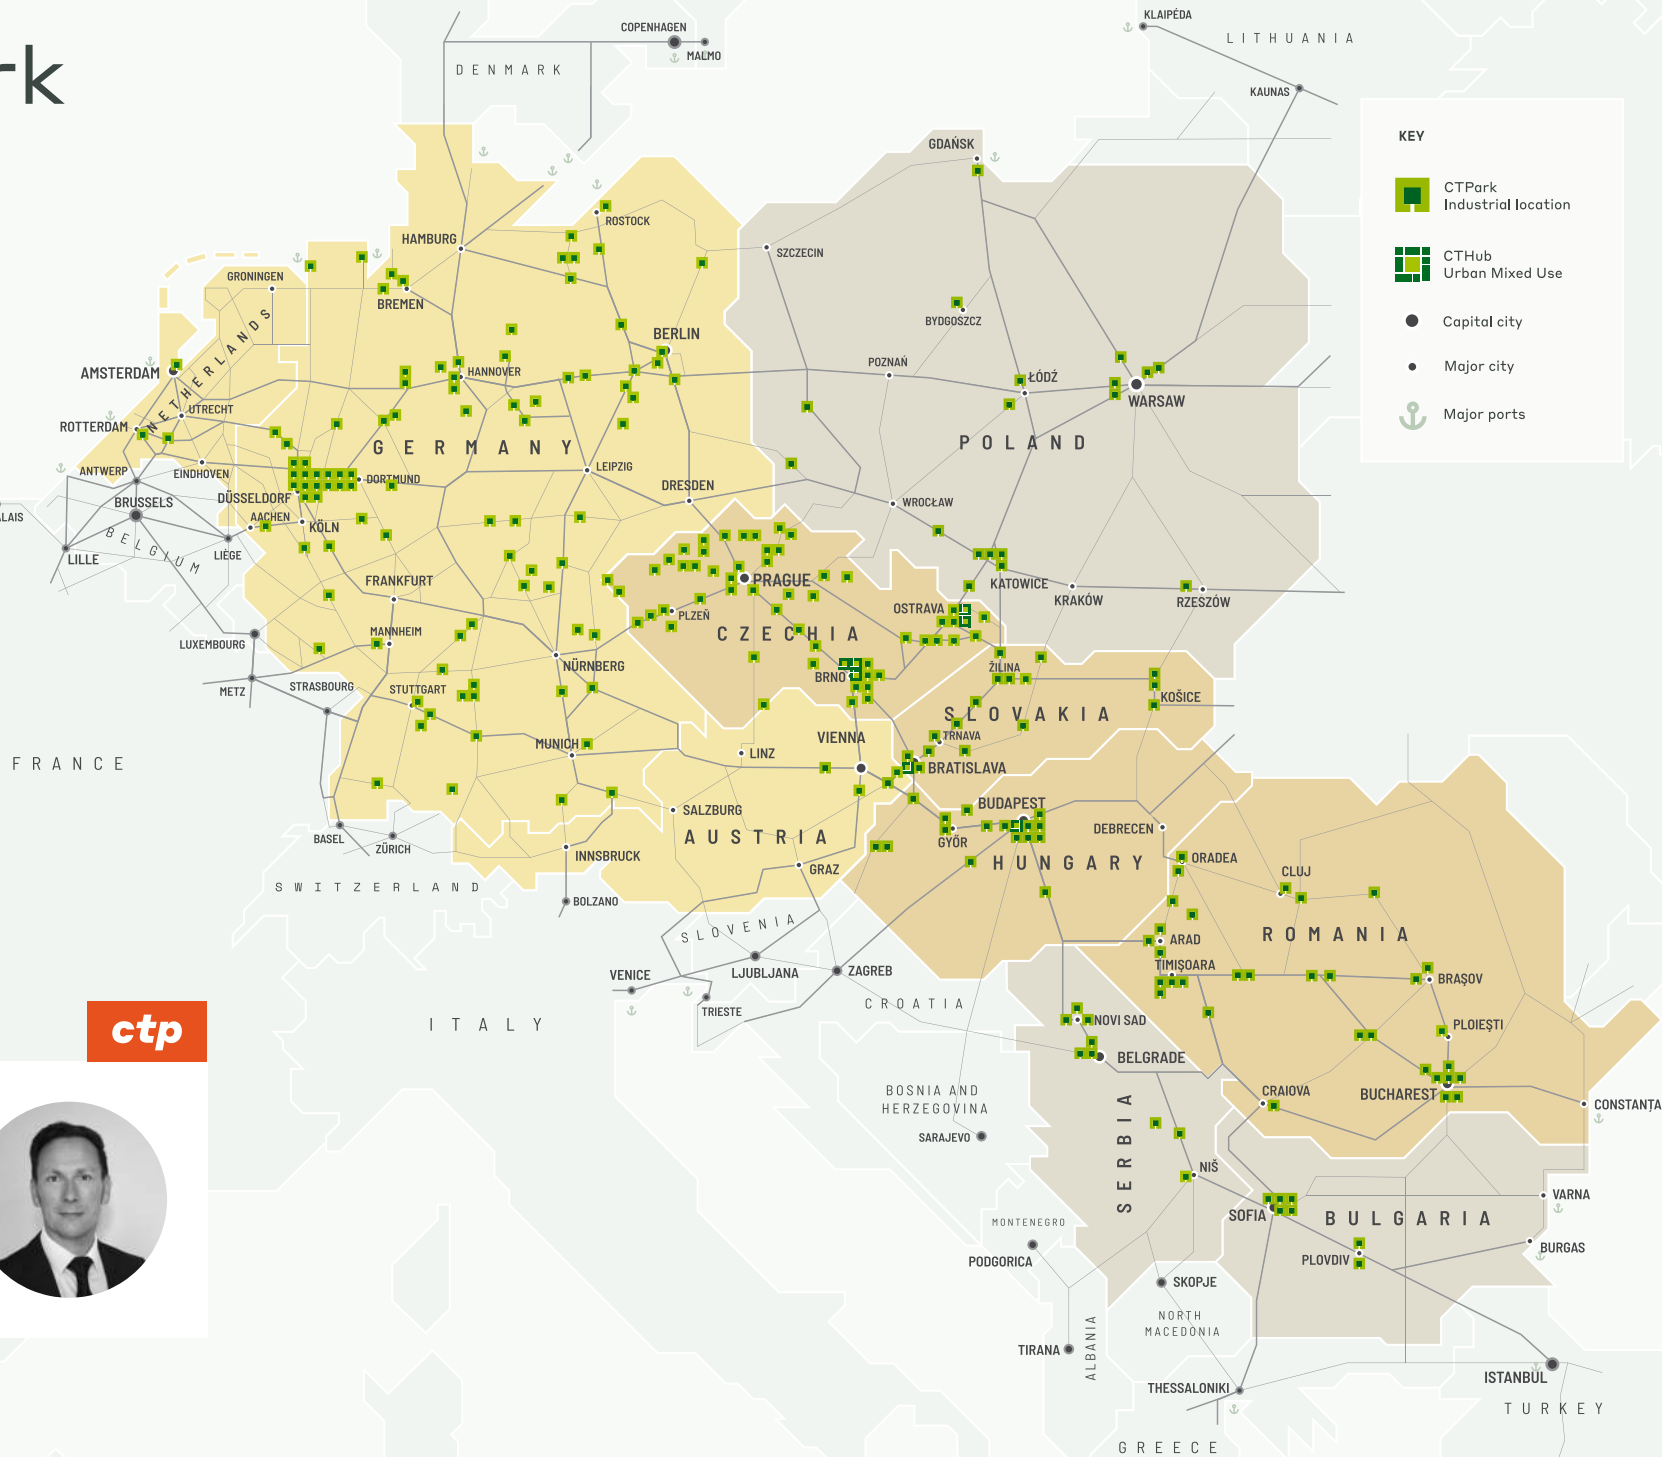 rk
COPENHAGEN
MALMO
DENMARK
KLAIPÉDA
LITHUANIA
KAUNAS
KEY
CTPark
Industrial location
CTHub
Urban Mixed Use
Capital city
Major city
Major ports
GDAŃSK
ROSTOCK
HAMBURG
SZCZECIN
GRONINGEN
BREMEN
BYDGOSZCZ
BERLIN
NETHERLANDS
AMSTERDAM
HANNOVER
POZNAŃ
ŁÓDŹ
WARSAW
UTRECHT
ROTTERDAM
GERMANY
POLAND
ANTWERP
EINDHOVEN
DORTMUND
LEIPZIG
DRESDEN
DÜSSELDORF
BRUSSELS
WROCŁAW
ALAIS
AACHEN
KÖLN
BELGIUM
LIÈGE
LILLE
FRANKFURT
PRAGUE
KATOWICE
KRAKÓW
RZESZÓW
OSTRAVA
PLZEŇ
CZECHIA
LUXEMBOURG
MANNHEIM
NÜRNBERG
ŽILINA
BRNO
METZ
STRASBOURG
STUTTGART
KOŠICE
SLOVAKIA
VIENNA
TRNAVA
MUNICH
LINZ
FRANCE
BRATISLAVA
SALZBURG
BUDAPEST
DEBRECEN
AUSTRIA
BASEL
ZÜRICH
GYŐR
INNSBRUCK
HUNGARY
ORADEA
GRAZ
CLUJ
SWITZERLAND
BOLZANO
SLOVENIA
ROMANIA
ARAD
TIMIȘOARA
VENICE
LJUBLJANA
ZAGREB
BRAȘOV
CROATIA
TRIESTE
ITALY
NOVI SAD
PLOIEȘTI
ctp
BELGRADE
BOSNIA AND
HERZEGOVINA
CRAIOVA
BUCHAREST
CONSTANȚA
SARAJEVO
SERBIA
NIŠ
VARNA
SOFIA
BULGARIA
MONTENEGRO
PODGORICA
PLOVDIV
BURGAS
SKOPJE
NORTH
MACEDONIA
TIRANA
ALBANIA
ISTANBUL
THESSALONIKI
TURKEY
GREECE